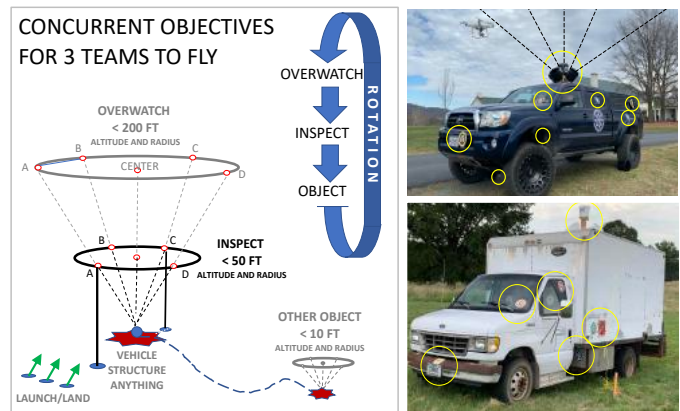 CONCURRENT OBJECTIVES
FOR 3 TEAMS TO FLY
OVERWATCH
INSPECT
OBJECT
ROTATION
OVERWATCH
< 200 FT
ALTITUDE AND RADIUS
B
C
A
CENTER
D
B
C
A
D
INSPECT
< 50 FT
ALTITUDE AND RADIUS
OTHER OBJECT
< 10 FT
ALTITUDE AND RADIUS
VEHICLE
STRUCTURE
ANYTHING
LAUNCH/LAND